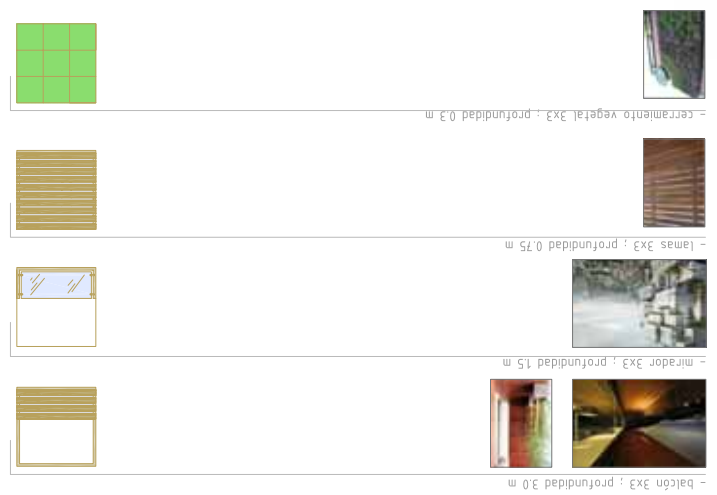 - balcón 3x3 ; profundidad 3.0 m
- mirador 3x3 ; profundidad 1.5 m
- lamas 3x3 ; profundidad 0.75 m
- cerramiento vegetal 3x3 ; profundidad 0.3 m